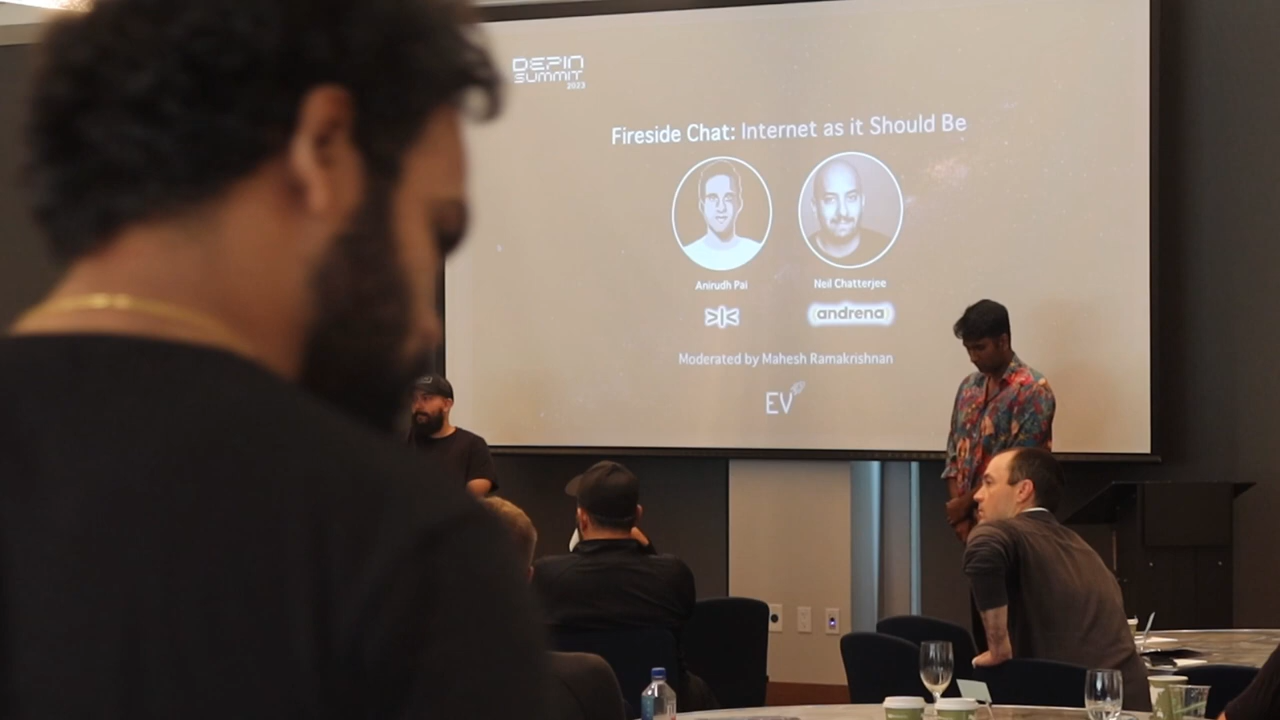 DEPIN
SUMMIT
2023
Fireside Chat: Internet as it Should Be
Anirudh Pai
Neil Chatterjee
andrena
Moderated by Mahesh Ramakrishnan
EV